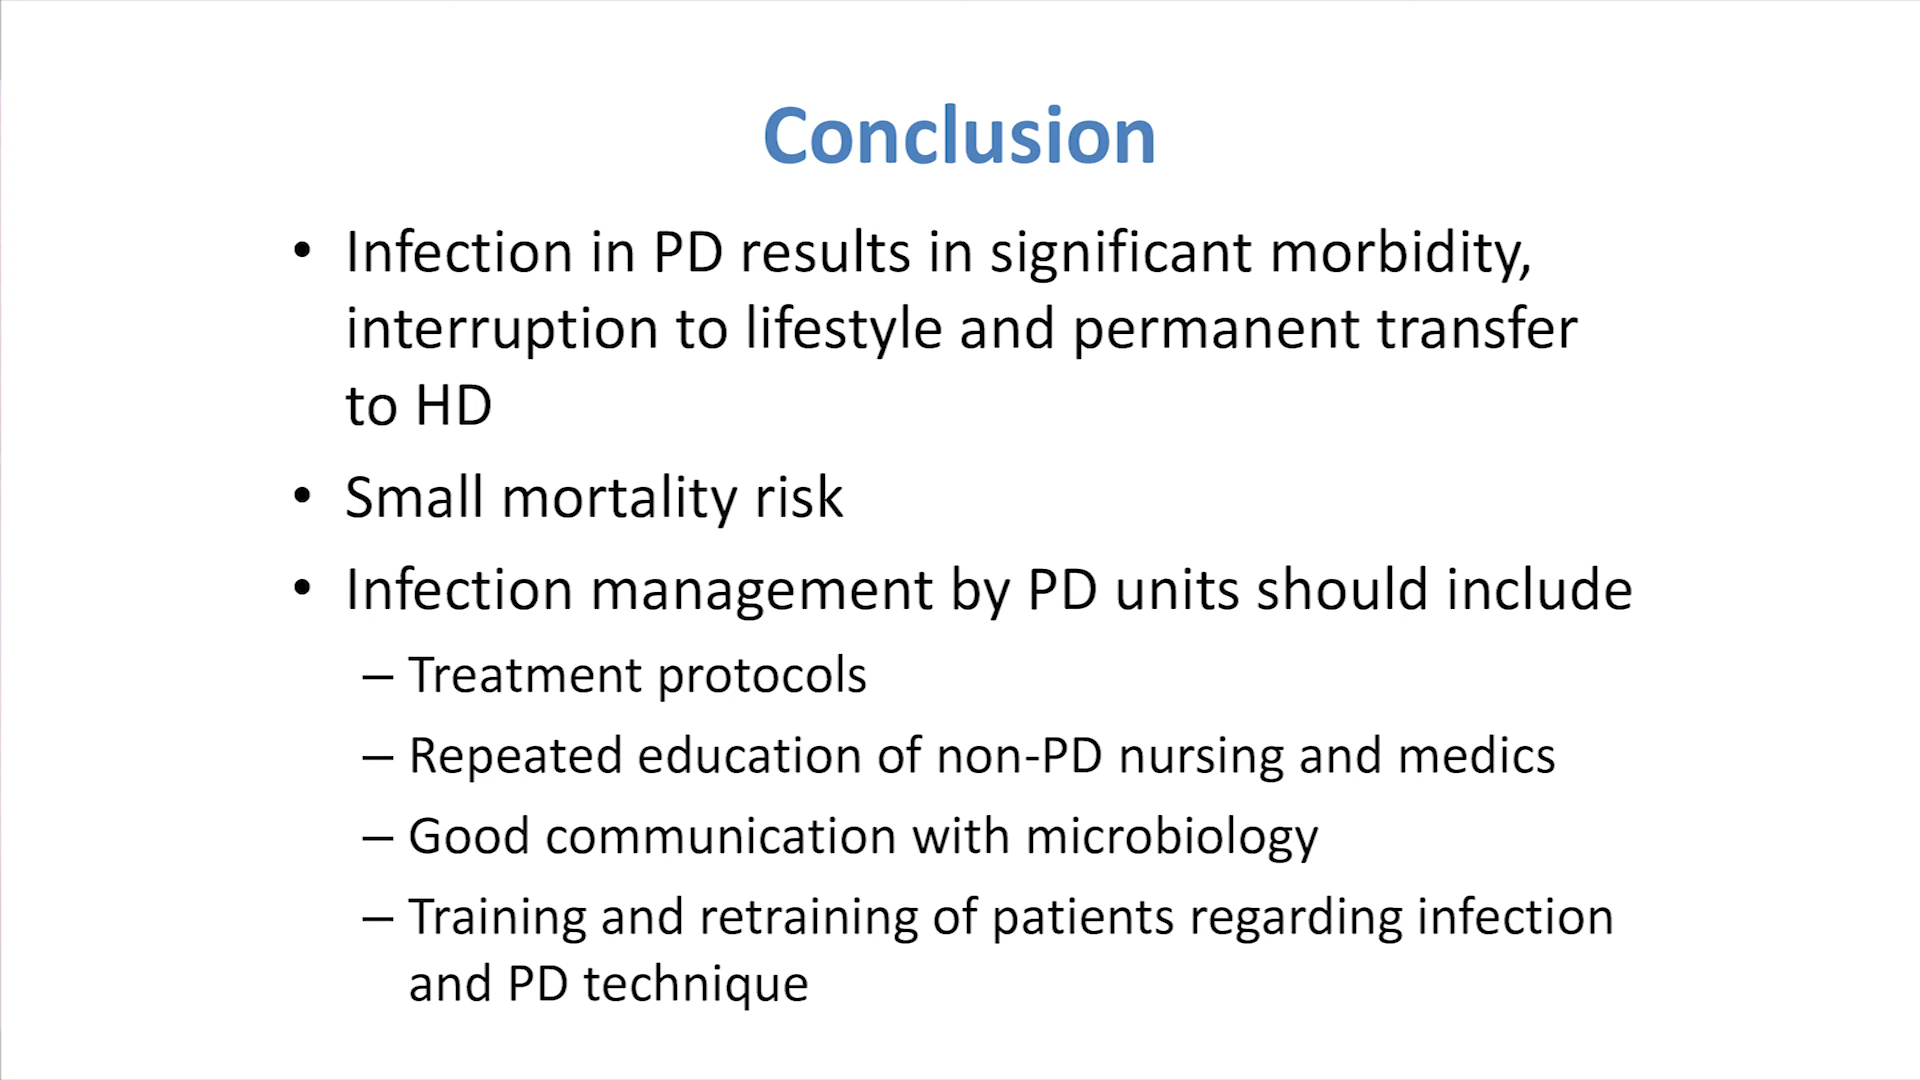 Conclusion
• Infection in PD results in significant morbidity,
interruption to lifestyle and permanent transfer
to HD
• Small mortality risk
• Infection management by PD units should include
– Treatment protocols
– Repeated education of non-PD nursing and medics
– Good communication with microbiology
– Training and retraining of patients regarding infection
and PD technique